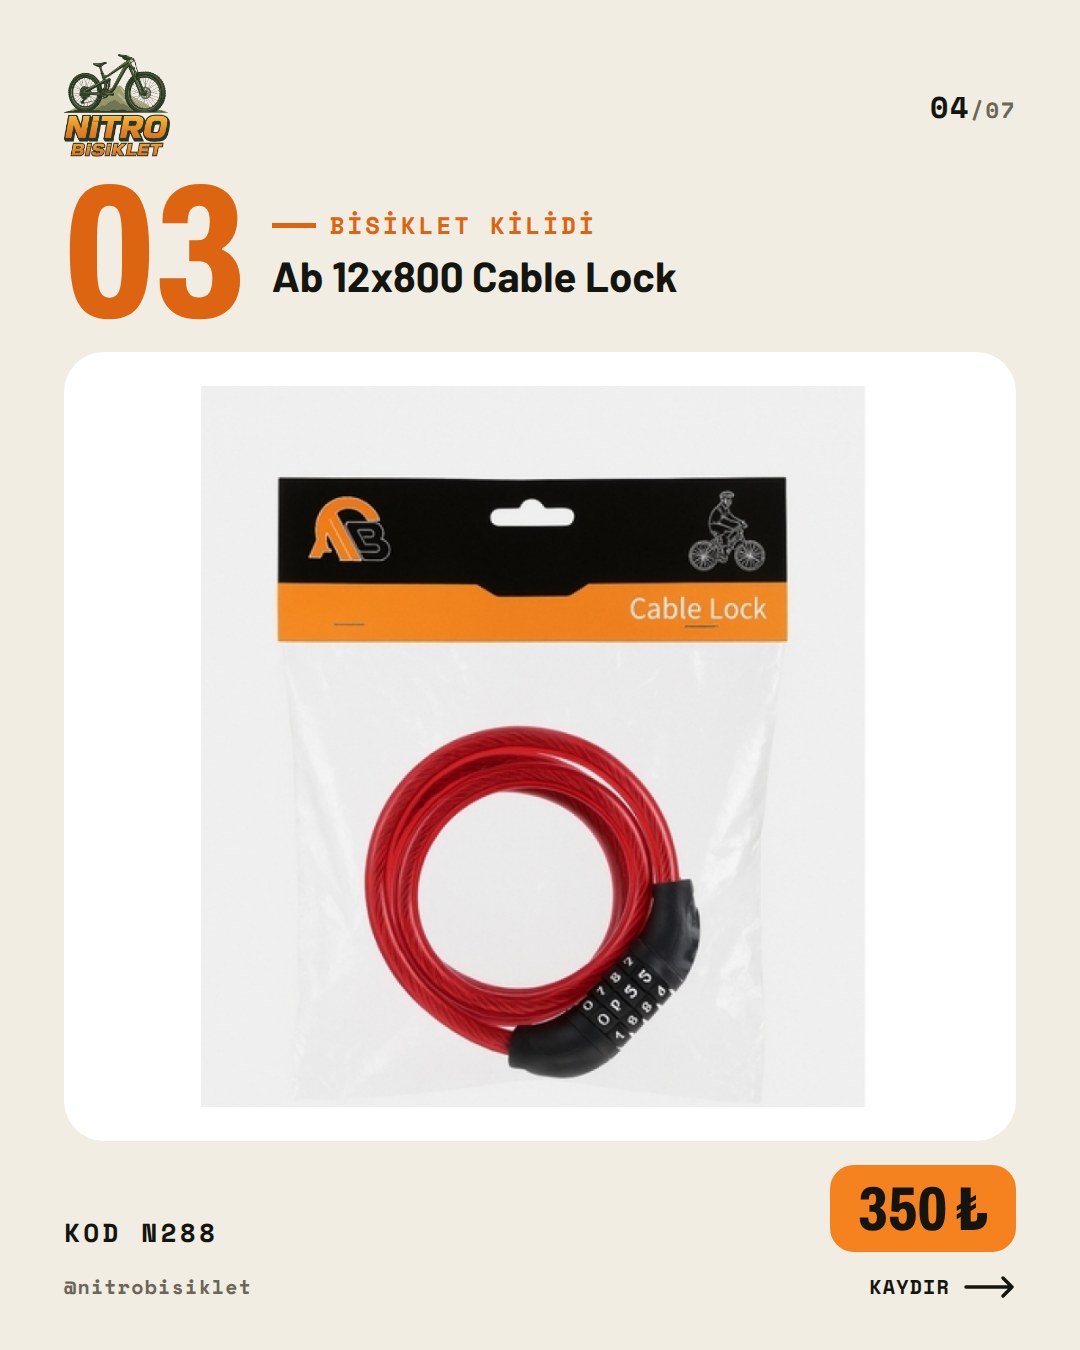 NiTRO
BISIKLET
04/07
03
BİSİKLET KİLİDİ
Ab 12x800 Cable Lock
AB
Cable Lock
KOD N288
350 ₺
@nitrobisiklet
KAYDIR